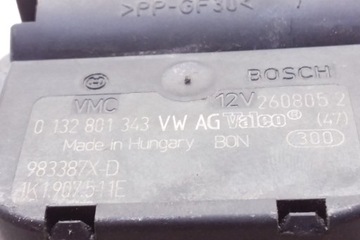 >PP-GF30<
BOSCH
VMC 12V 260805 2
0 132 801 343 VW AG Valeo® (47)
Made in Hungary BON 300
983387X-D
4K1907511E